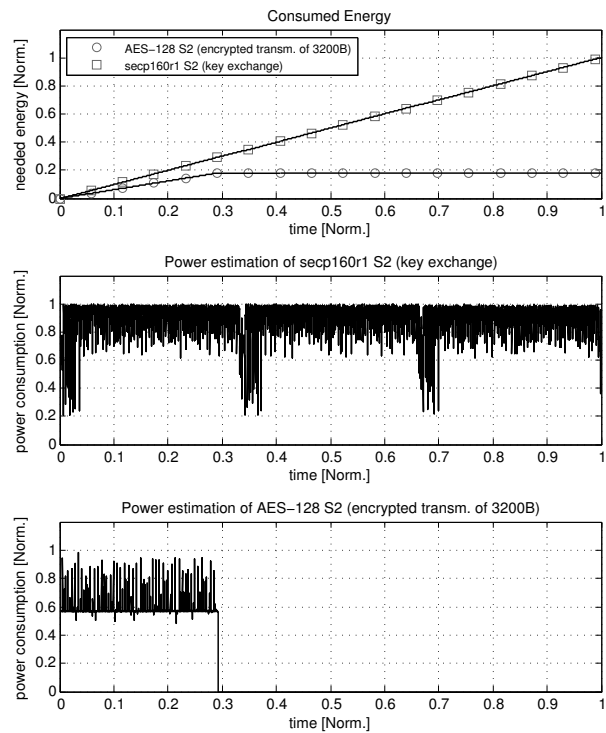 Consumed Energy
needed energy [Norm.]
AES−128 S2 (encrypted transm. of 3200B)
secp160r1 S2 (key exchange)
1
0.8
0.6
0.4
0.2
0
0 0.1 0.2 0.3 0.4 0.5 0.6 0.7 0.8 0.9 1
time [Norm.]
Power estimation of secp160r1 S2 (key exchange)
power consumption [Norm.]
1
0.8
0.6
0.4
0.2
0
0 0.1 0.2 0.3 0.4 0.5 0.6 0.7 0.8 0.9 1
time [Norm.]
Power estimation of AES−128 S2 (encrypted transm. of 3200B)
power consumption [Norm.]
1
0.8
0.6
0.4
0.2
0
0 0.1 0.2 0.3 0.4 0.5 0.6 0.7 0.8 0.9 1
time [Norm.]